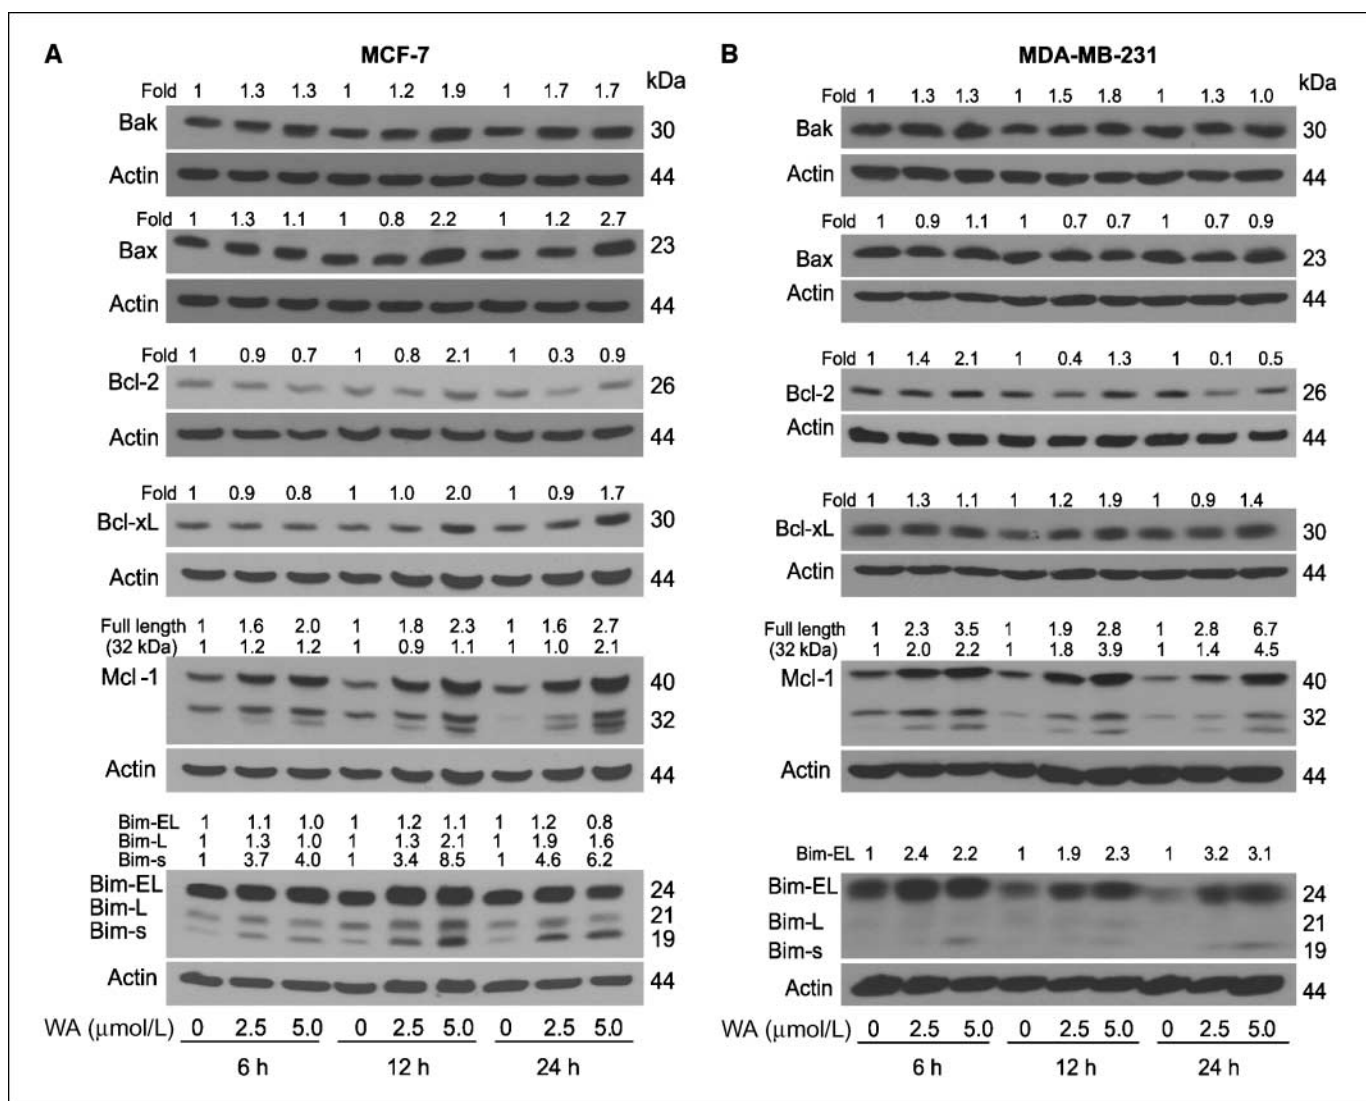 A
MCF-7
Fold 1 1.3 1.3 1 1.2 1.9 1 1.7 1.7 kDa
Bak 30
Actin 44
Fold 1 1.3 1.1 1 0.8 2.2 1 1.2 2.7
Bax 23
Actin 44
Fold 1 0.9 0.7 1 0.8 2.1 1 0.3 0.9
Bcl-2 26
Actin 44
Fold 1 0.9 0.8 1 1.0 2.0 1 0.9 1.7
Bcl-xL 30
Actin 44
Full length 1 1.6 2.0 1 1.8 2.3 1 1.6 2.7
(32 kDa) 1 1.2 1.2 1 0.9 1.1 1 1.0 2.1
Mcl-1 40
32
Actin 44
Bim-EL 1 1.1 1.0 1 1.2 1.1 1 1.2 0.8
Bim-L 1 1.3 1.0 1 1.3 2.1 1 1.9 1.6
Bim-s 1 3.7 4.0 1 3.4 8.5 1 4.6 6.2
Bim-EL 24
Bim-L 21
Bim-s 19
Actin 44
WA (μmol/L) 0 2.5 5.0 0 2.5 5.0 0 2.5 5.0
6 h 12 h 24 h
B
MDA-MB-231
Fold 1 1.3 1.3 1 1.5 1.8 1 1.3 1.0 kDa
Bak 30
Actin 44
Fold 1 0.9 1.1 1 0.7 0.7 1 0.7 0.9
Bax 23
Actin 44
Fold 1 1.4 2.1 1 0.4 1.3 1 0.1 0.5
Bcl-2 26
Actin 44
Fold 1 1.3 1.1 1 1.2 1.9 1 0.9 1.4
Bcl-xL 30
Actin 44
Full length 1 2.3 3.5 1 1.9 2.8 1 2.8 6.7
(32 kDa) 1 2.0 2.2 1 1.8 3.9 1 1.4 4.5
Mcl-1 40
32
Actin 44
Bim-EL 1 2.4 2.2 1 1.9 2.3 1 3.2 3.1
Bim-EL 24
Bim-L 21
Bim-s 19
Actin 44
0 2.5 5.0 0 2.5 5.0 0 2.5 5.0
6 h 12 h 24 h